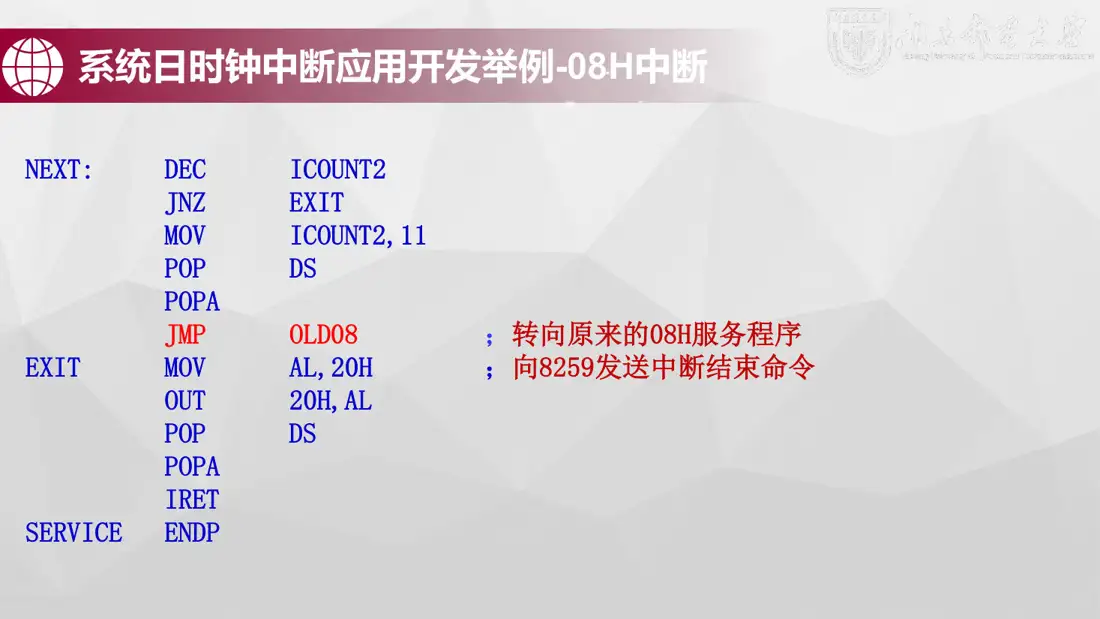 系统日时钟中断应用开发举例-08H中断
NEXT: DEC ICOUNT2
JNZ EXIT
MOV ICOUNT2,11
POP DS
POPA
JMP OLD08 ；转向原来的08H服务程序
EXIT MOV AL,20H ；向8259发送中断结束命令
OUT 20H,AL
POP DS
POPA
IRET
SERVICE ENDP